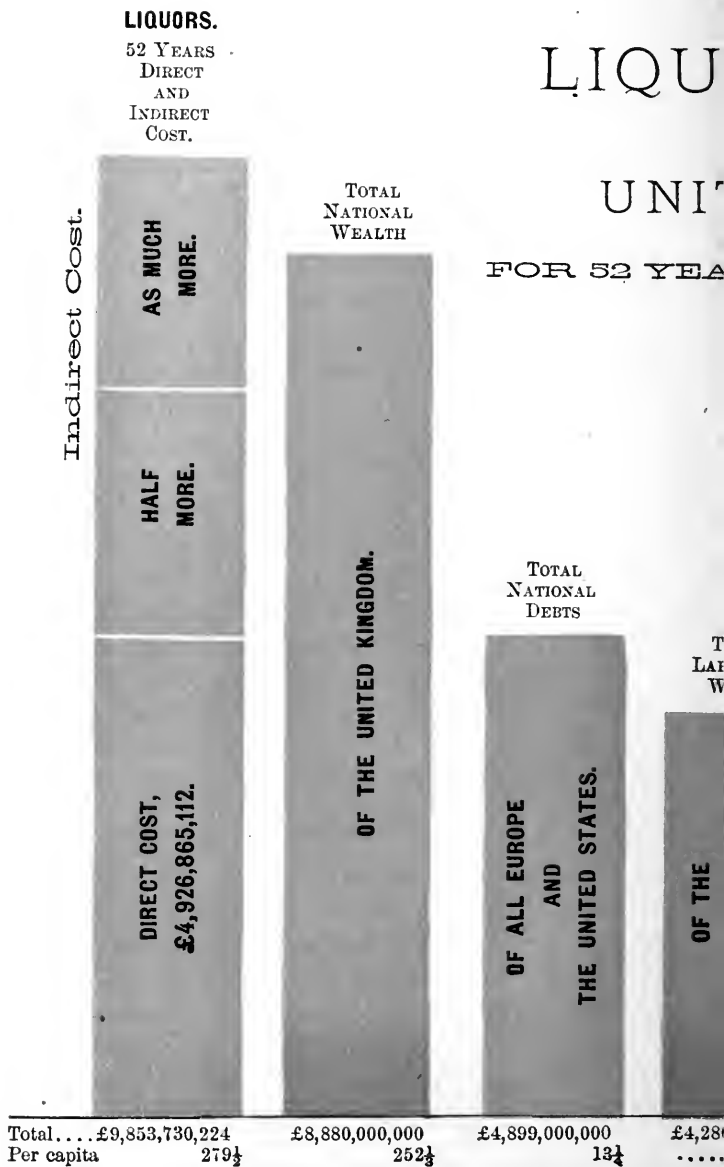 LIQUORS.
52 YEARS
DIRECT
AND
INDIRECT
COST.
LIQU
UNIT
FOR 52 YEA
Indirect Cost.
AS MUCH
MORE.
HALF
MORE.
DIRECT COST,
£4,926,865,112.
TOTAL
NATIONAL
WEALTH
OF THE UNITED KINGDOM.
TOTAL
NATIONAL
DEBTS
OF ALL EUROPE
AND
THE UNITED STATES.
T
LAB
W
OF THE
Total....£9,853,730,224 £8,880,000,000 £4,899,000,000 £4,280
Per capita 279½ 252⅓ 13¼ .....